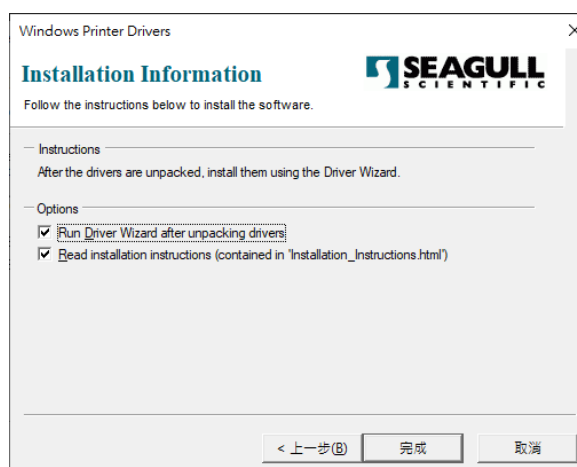 Windows Printer Drivers
Installation Information
SEAGULL
SCIENTIFIC
Follow the instructions below to install the software.
Instructions
After the drivers are unpacked, install them using the Driver Wizard.
Options
Run Driver Wizard after unpacking drivers
Read installation instructions (contained in 'Installation_Instructions.html')
< 上一步(B)
完成
取消